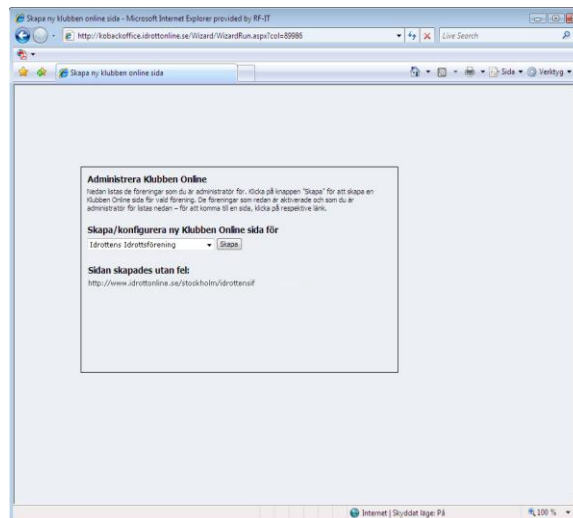 Skapa ny klubben online sida - Microsoft Internet Explorer provided by RF-IT
http://kobackoffice.idrottonline.se/Wizard/WizardRun.aspx?col=89986
Live Search
Skapa ny klubben online sida
Sida
Verktyg
Administrera Klubben Online
Nedan listas de föreningar som du är administratör för. Klicka på knappen "Skapa" för att skapa en
Klubben Online sida för vald förening. De föreningar som redan är aktiverade och som du är
administratör för listas nedan – för att komma till en sida, klicka på respektive länk.
Skapa/konfigurera ny Klubben Online sida för
Idrottens Idrottsförening
Skapa
Sidan skapades utan fel:
http://www.idrottonline.se/stockholm/idrottensif
Internet | Skyddat läge: På
100 %